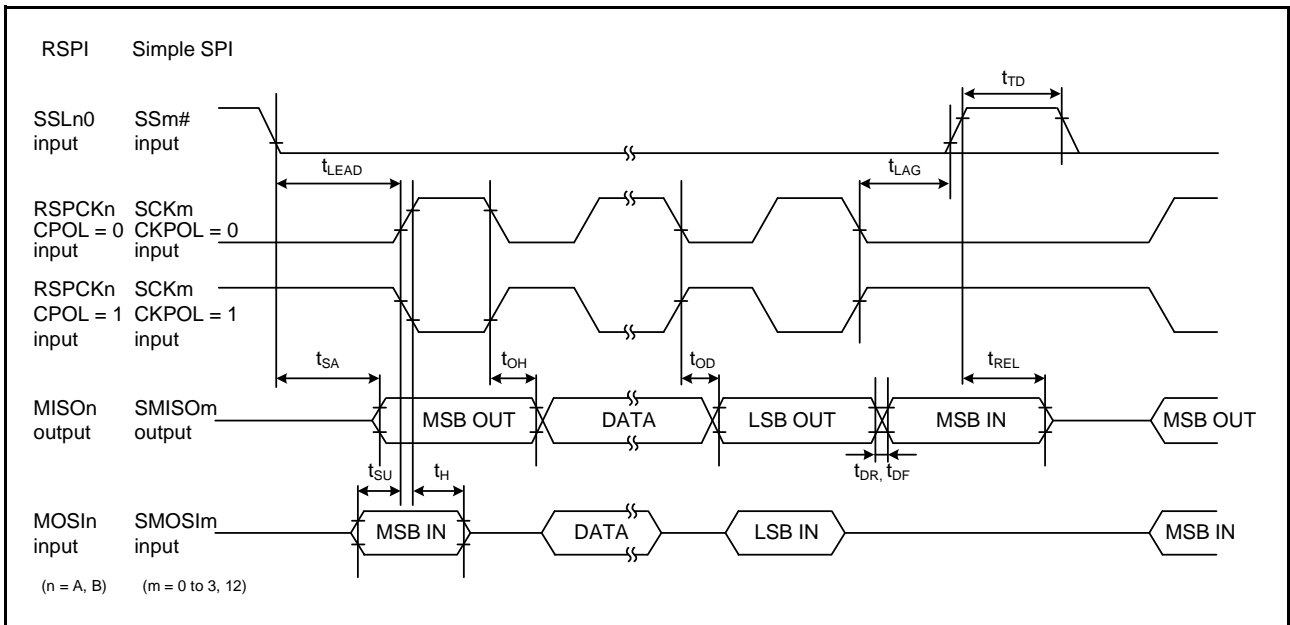 RSPI Simple SPI
tTD
SSLn0 SSm#
input input
tLEAD tLAG
RSPCKn SCKm
CPOL = 0 CKPOL = 0
input input
RSPCKn SCKm
CPOL = 1 CKPOL = 1
input input
tSA tOH tOD tREL
MISOn SMISOm
output output
MSB OUT DATA LSB OUT MSB IN MSB OUT
tSU tH tDR, tDF
MOSIn SMOSIm
input input
MSB IN DATA LSB IN MSB IN
(n = A, B) (m = 0 to 3, 12)